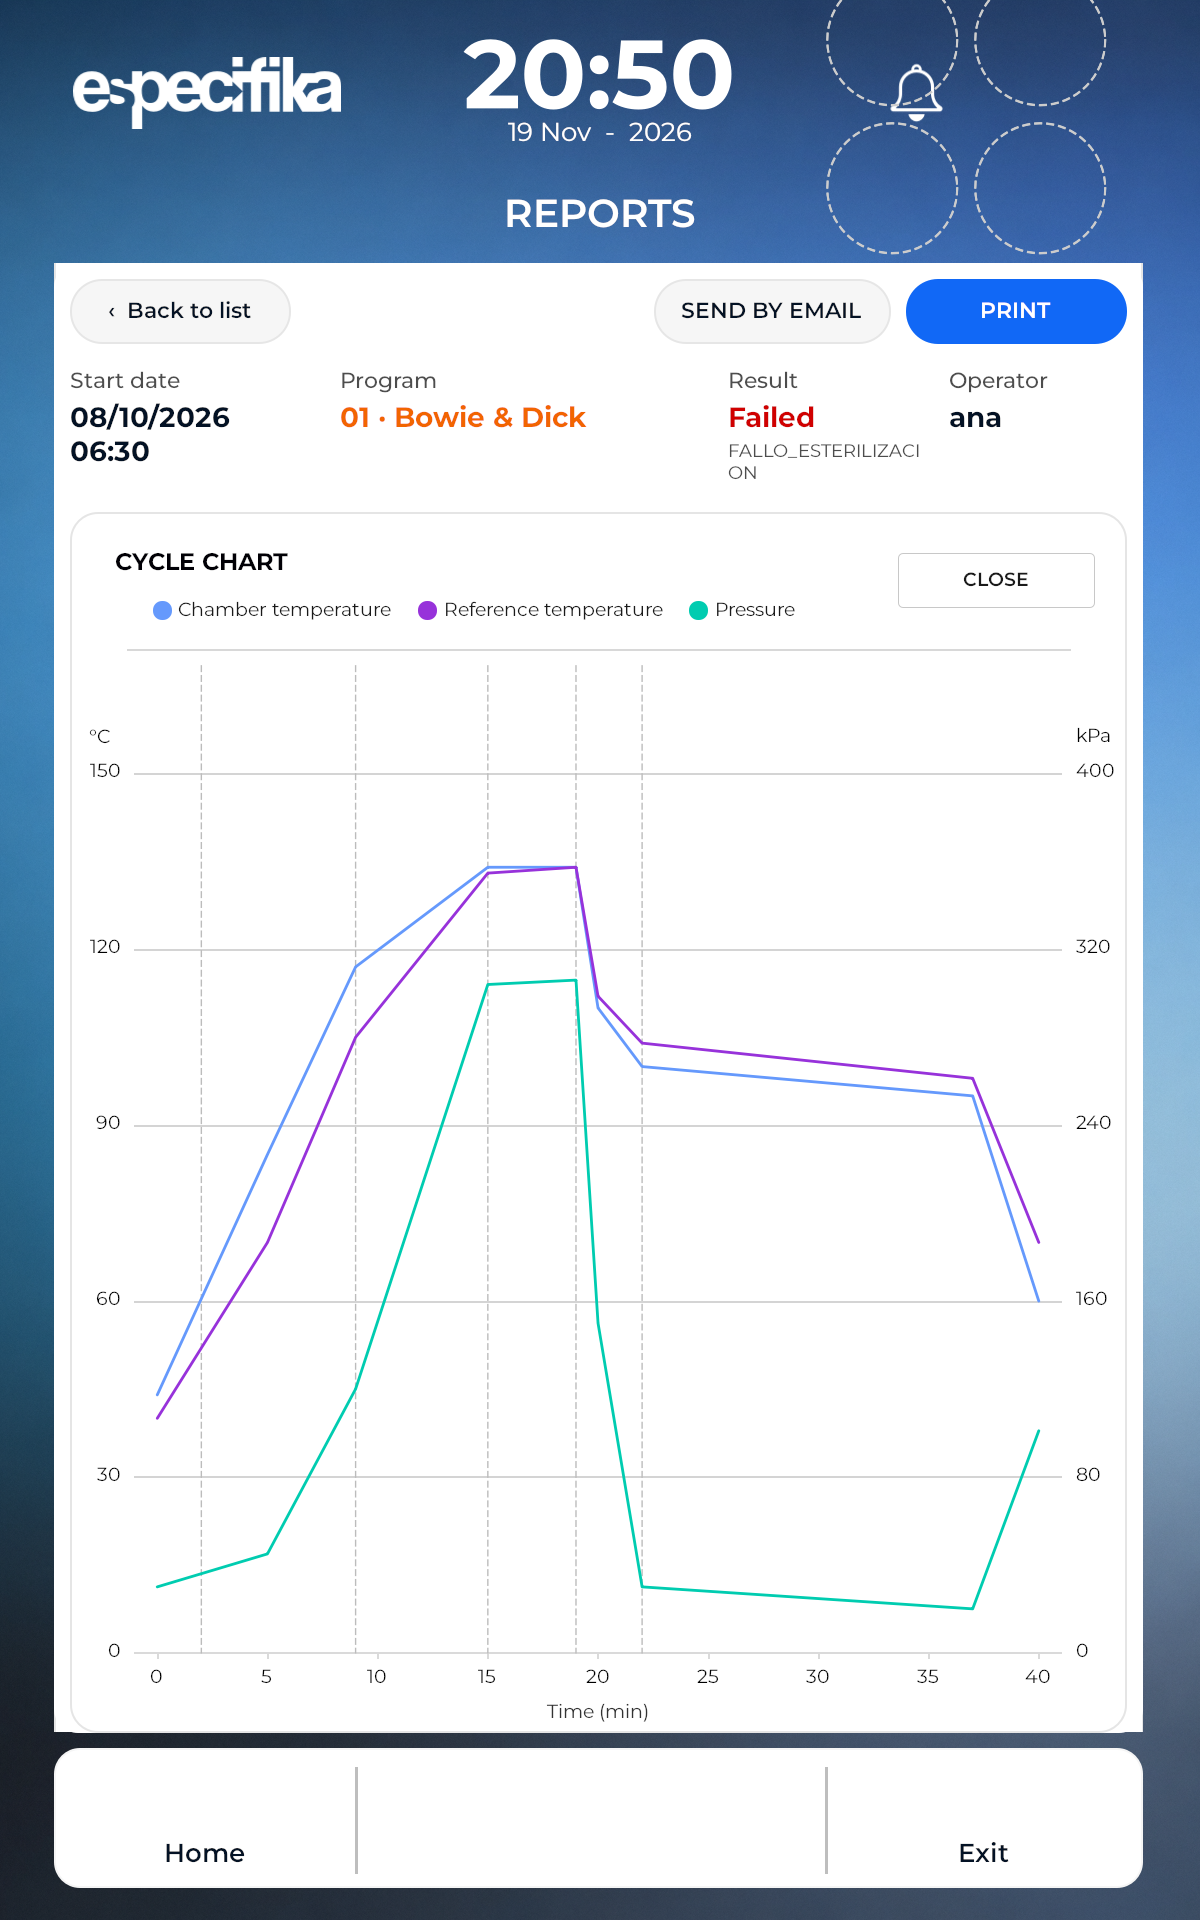 especifika
20:50
19 Nov - 2026
REPORTS
‹ Back to list
SEND BY EMAIL
PRINT
Start date
08/10/2026
06:30
Program
01 · Bowie & Dick
Result
Failed
FALLO_ESTERILIZACI
ON
Operator
ana
CYCLE CHART
CLOSE
Chamber temperature
Reference temperature
Pressure
°C
kPa
150
400
120
320
90
240
60
160
30
80
0
0
0 5 10 15 20 25 30 35 40
Time (min)
Home
Exit